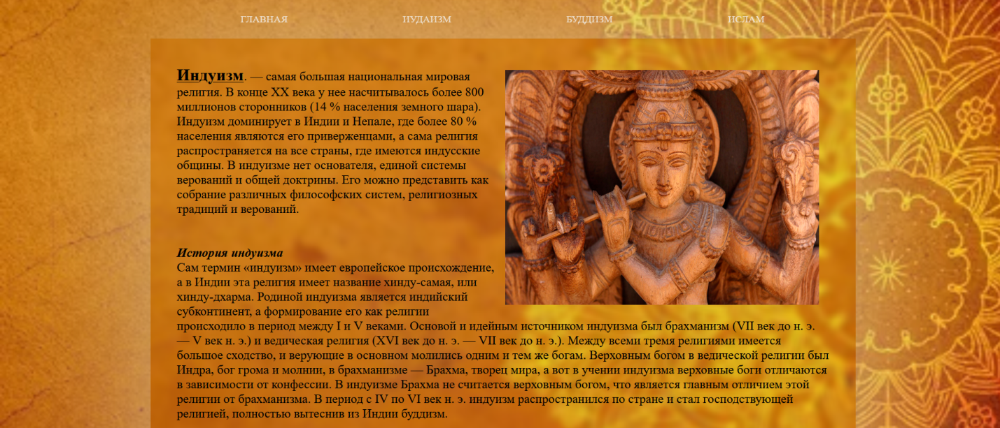 ГЛАВНАЯ ИУДАИЗМ БУДДИЗМ ИСЛАМ
Индуизм. — самая большая национальная мировая
религия. В конце XX века у нее насчитывалось более 800
миллионов сторонников (14 % населения земного шара).
Индуизм доминирует в Индии и Непале, где более 80 %
населения являются его приверженцами, а сама религия
распространяется на все страны, где имеются индусские
общины. В индуизме нет основателя, единой системы
верований и общей доктрины. Его можно представить как
собрание различных философских систем, религиозных
традиций и верований.
История индуизма
Сам термин «индуизм» имеет европейское происхождение,
а в Индии эта религия имеет название хинду-самая, или
хинду-дхарма. Родиной индуизма является индийский
субконтинент, а формирование его как религии
происходило в период между I и V веками. Основой и идейным источником индуизма был брахманизм (VII век до н. э.
— V век н. э.) и ведическая религия (XVI век до н. э. — VII век до н. э.). Между всеми тремя религиями имеется
большое сходство, и верующие в основном молились одним и тем же богам. Верховным богом в ведической религии был
Индра, бог грома и молнии, в брахманизме — Брахма, творец мира, а вот в учении индуизма верховные боги отличаются
в зависимости от конфессии. В индуизме Брахма не считается верховным богом, что является главным отличием этой
религии от брахманизма. В период с IV по VI век н. э. индуизм распространился по стране и стал господствующей
религией, полностью вытеснив из Индии буддизм.